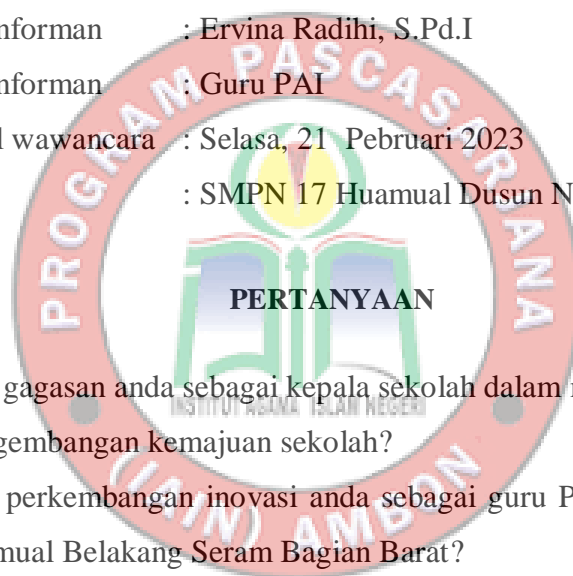 nforman : Ervina Radihi, S.Pd.I
nforman : Guru PAI
l wawancara : Selasa, 21 Pebruari 2023
: SMPN 17 Huamual Dusun N
PERTANYAAN
gagasan anda sebagai kepala sekolah dalam
gembangan kemajuan sekolah?
perkembangan inovasi anda sebagai guru P
mual Belakang Seram Bagian Barat?
PROGRAM PASCASARJANA
INSTITUT AGAMA ISLAM NEGERI
(IAIN) AMBON